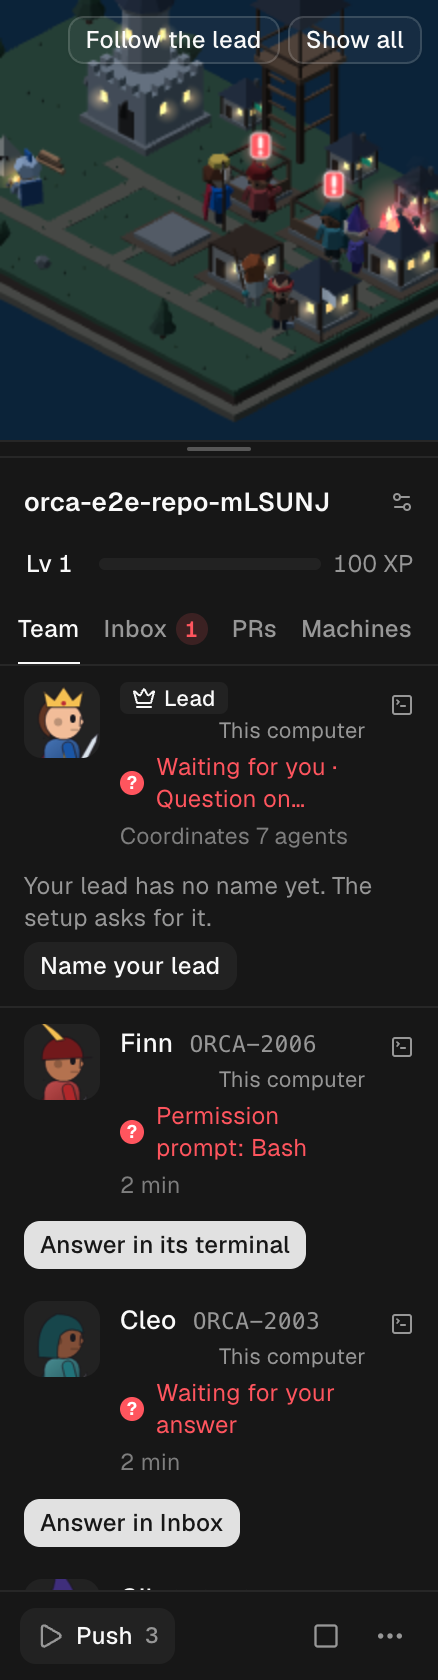 Follow the lead
Show all
orca-e2e-repo-mLSUNJ
Lv 1
100 XP
Team
Inbox 1
PRs
Machines
Lead
This computer
Waiting for you ·
Question on…
Coordinates 7 agents
Your lead has no name yet. The
setup asks for it.
Name your lead
Finn ORCA-2006
This computer
Permission
prompt: Bash
2 min
Answer in its terminal
Cleo ORCA-2003
This computer
Waiting for your
answer
2 min
Answer in Inbox
Push 3